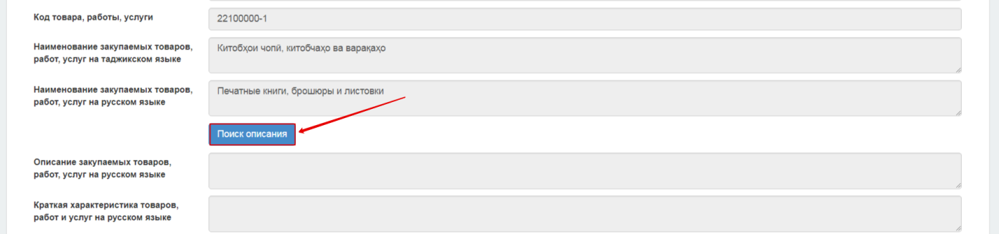 Код товара, работы, услуги
22100000-1
Наименование закупаемых товаров,
работ, услуг на таджикском языке
Китобҳои чопӣ, китобчаҳо ва варақаҳо
Наименование закупаемых товаров,
работ, услуг на русском языке
Печатные книги, брошюры и листовки
Поиск описания
Описание закупаемых товаров,
работ, услуг на русском языке
Краткая характеристика товаров,
работ и услуг на русском языке